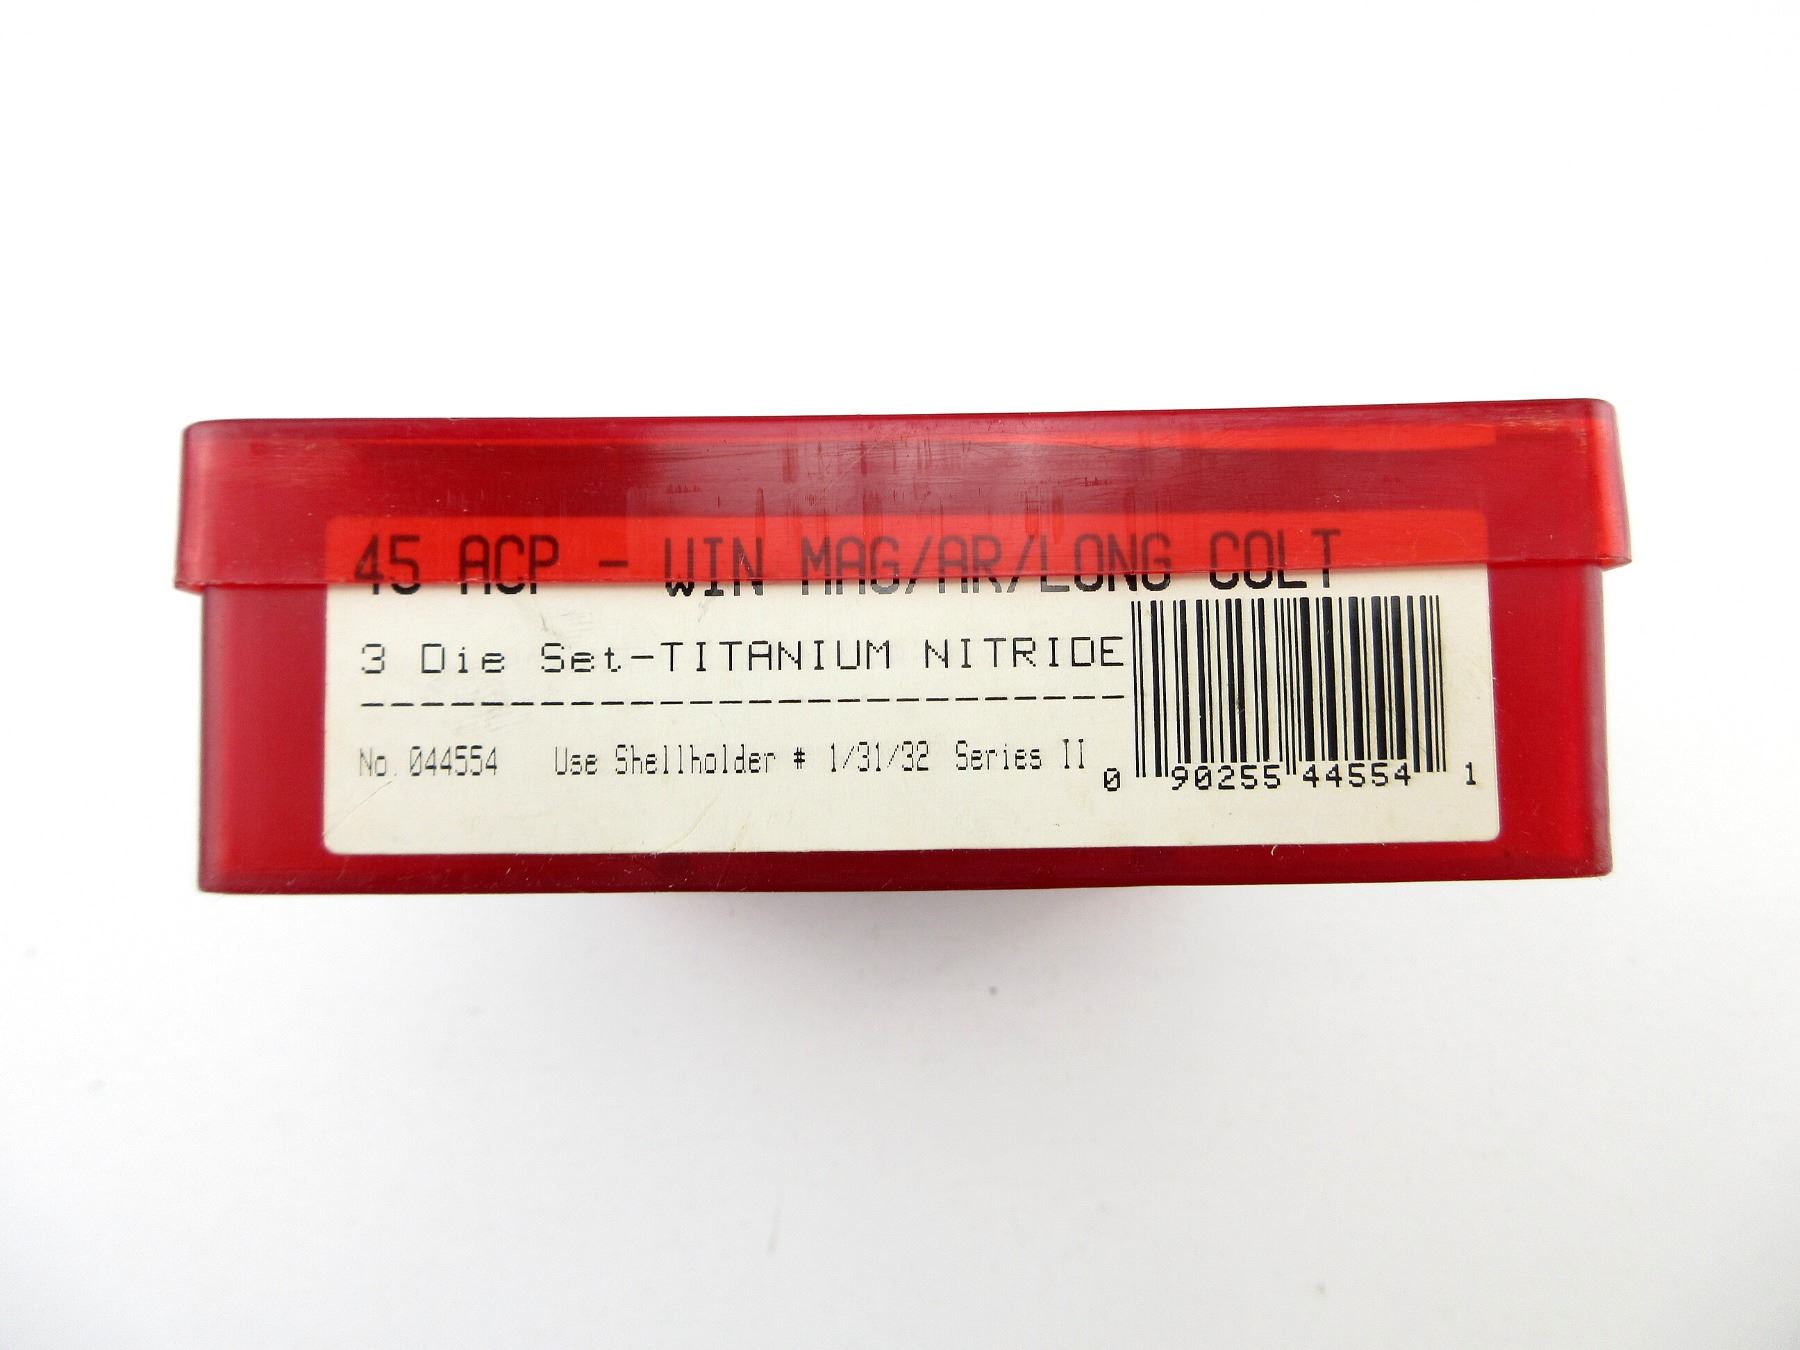 45 ACP - WIN MAG/AR/LONG COLT
3 Die Set-TITANIUM NITRIDE
------------------------------
No. 044554 Use Shellholder # 1/31/32 Series II
0 90255 44554 1